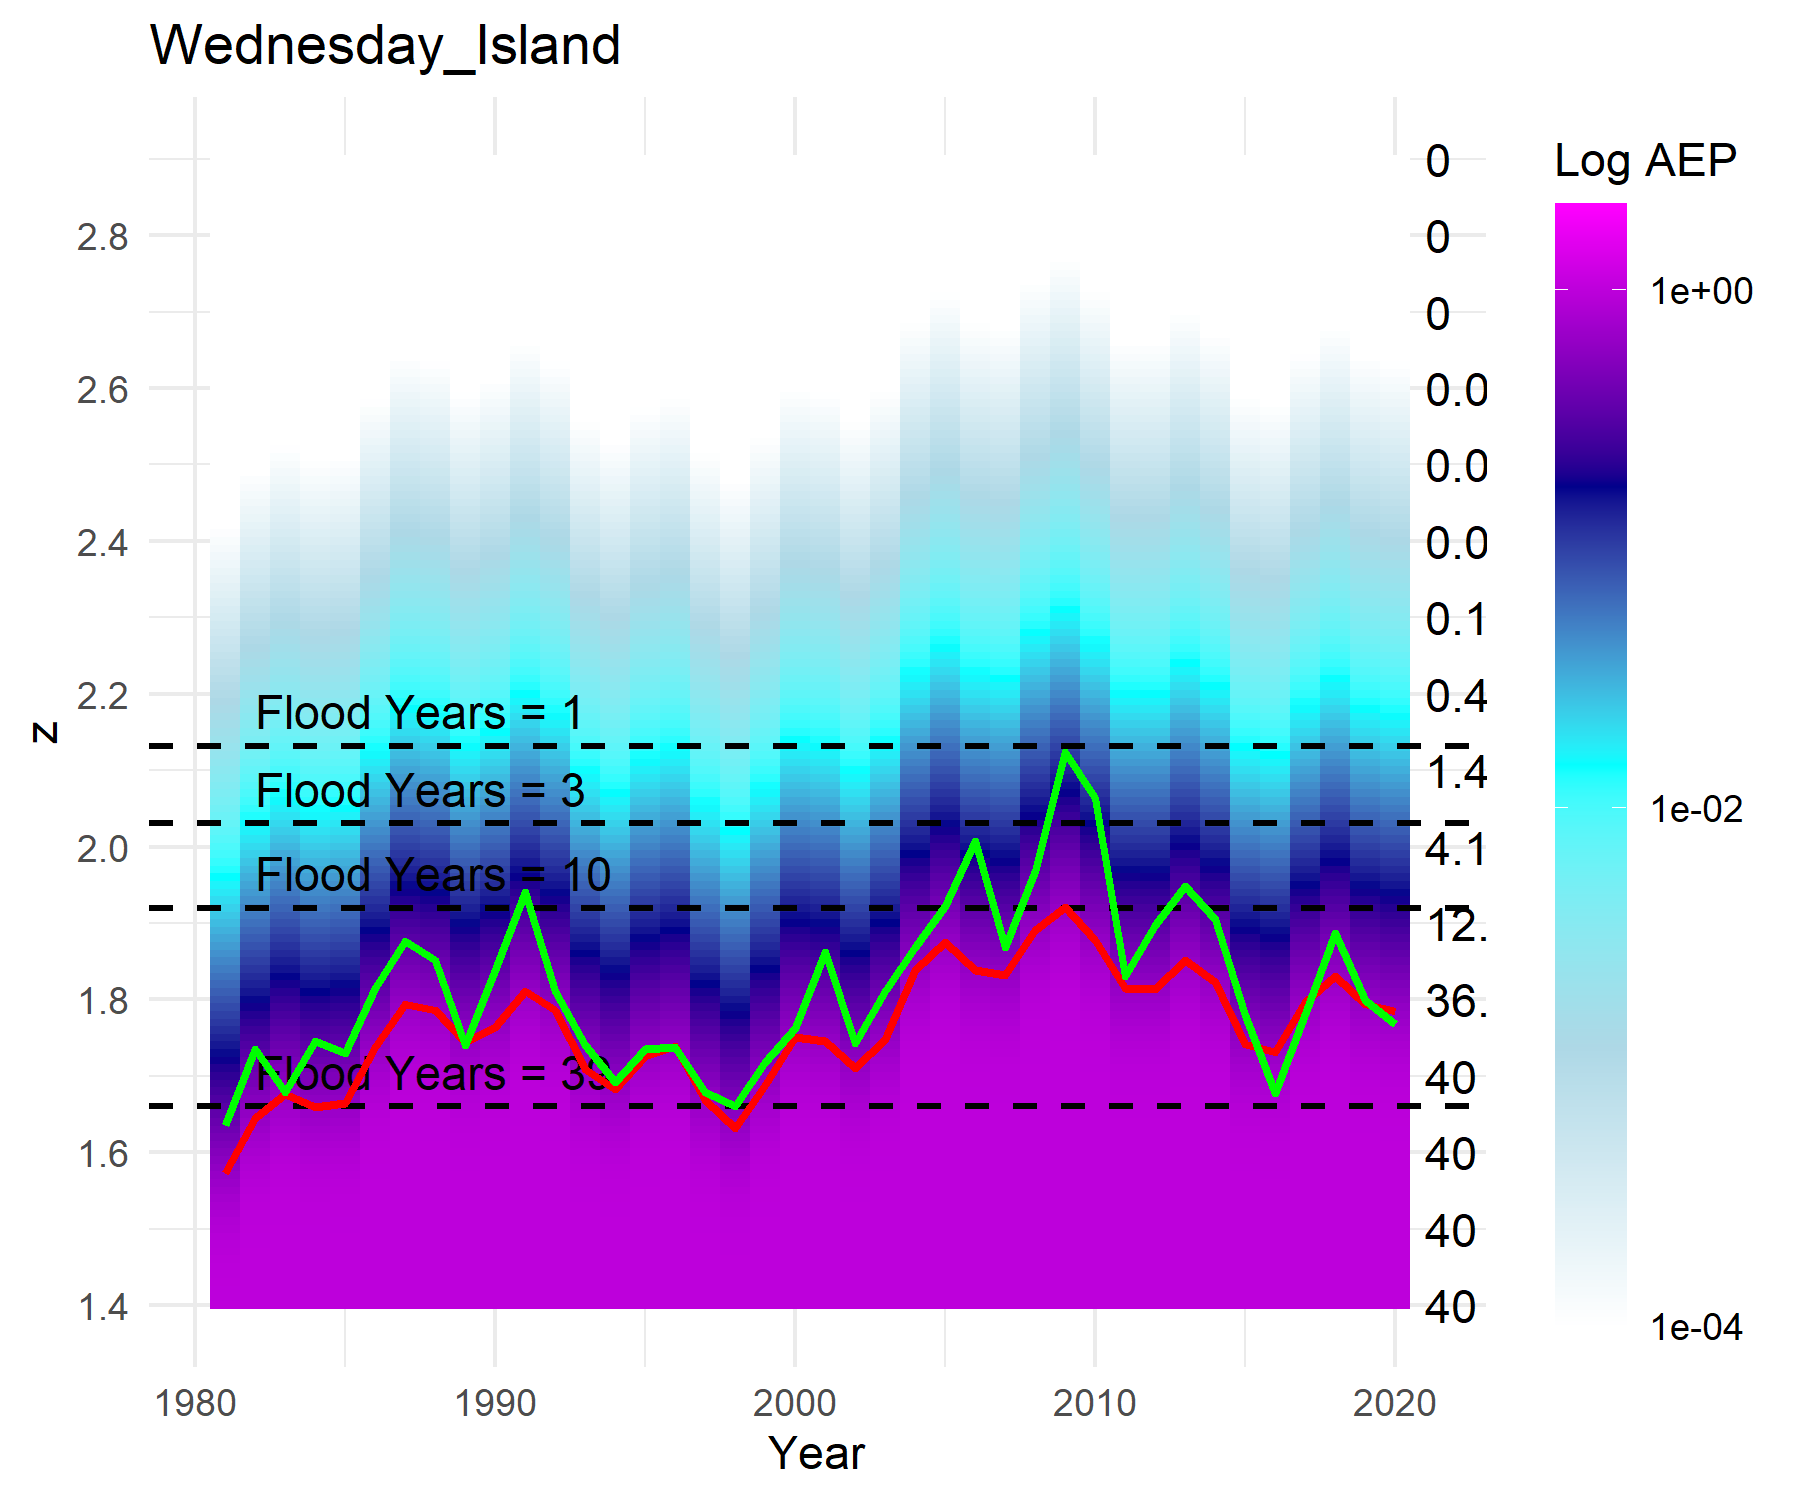 Wednesday_Island
Log AEP
1e+00
1e-02
1e-04
z
2.8
2.6
2.4
2.2
2.0
1.8
1.6
1.4
0
0
0
0.0
0.0
0.0
0.1
0.4
1.4
4.1
12.
36.
40
40
40
40
Flood Years = 1
Flood Years = 3
Flood Years = 10
Flood Years = 39
1980 1990 2000 2010 2020
Year